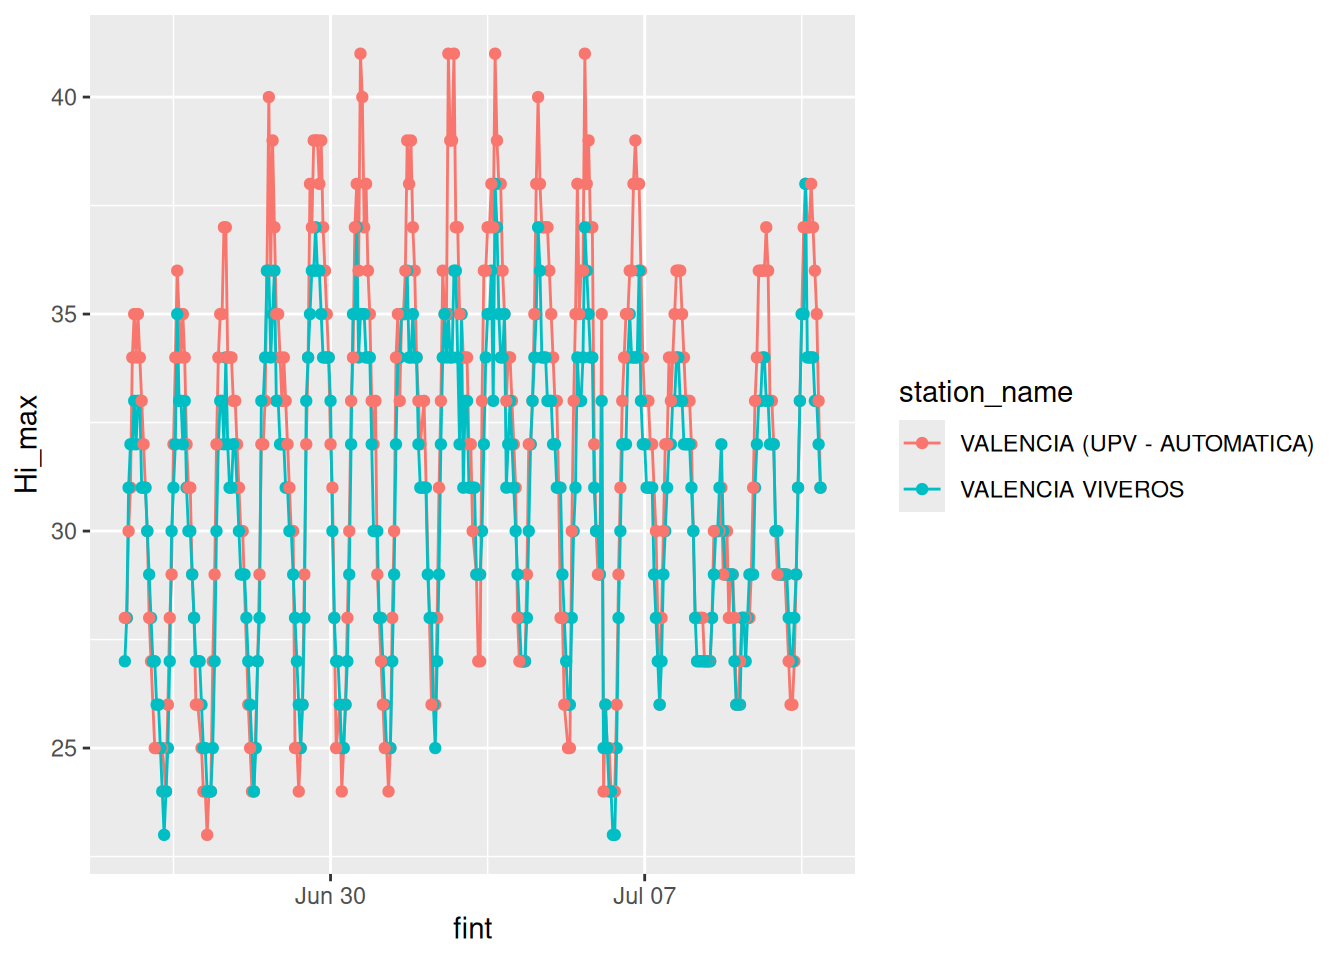 40
35
30
25
Hi_max
Jun 30
Jul 07
fint
station_name
VALENCIA (UPV - AUTOMATICA)
VALENCIA VIVEROS